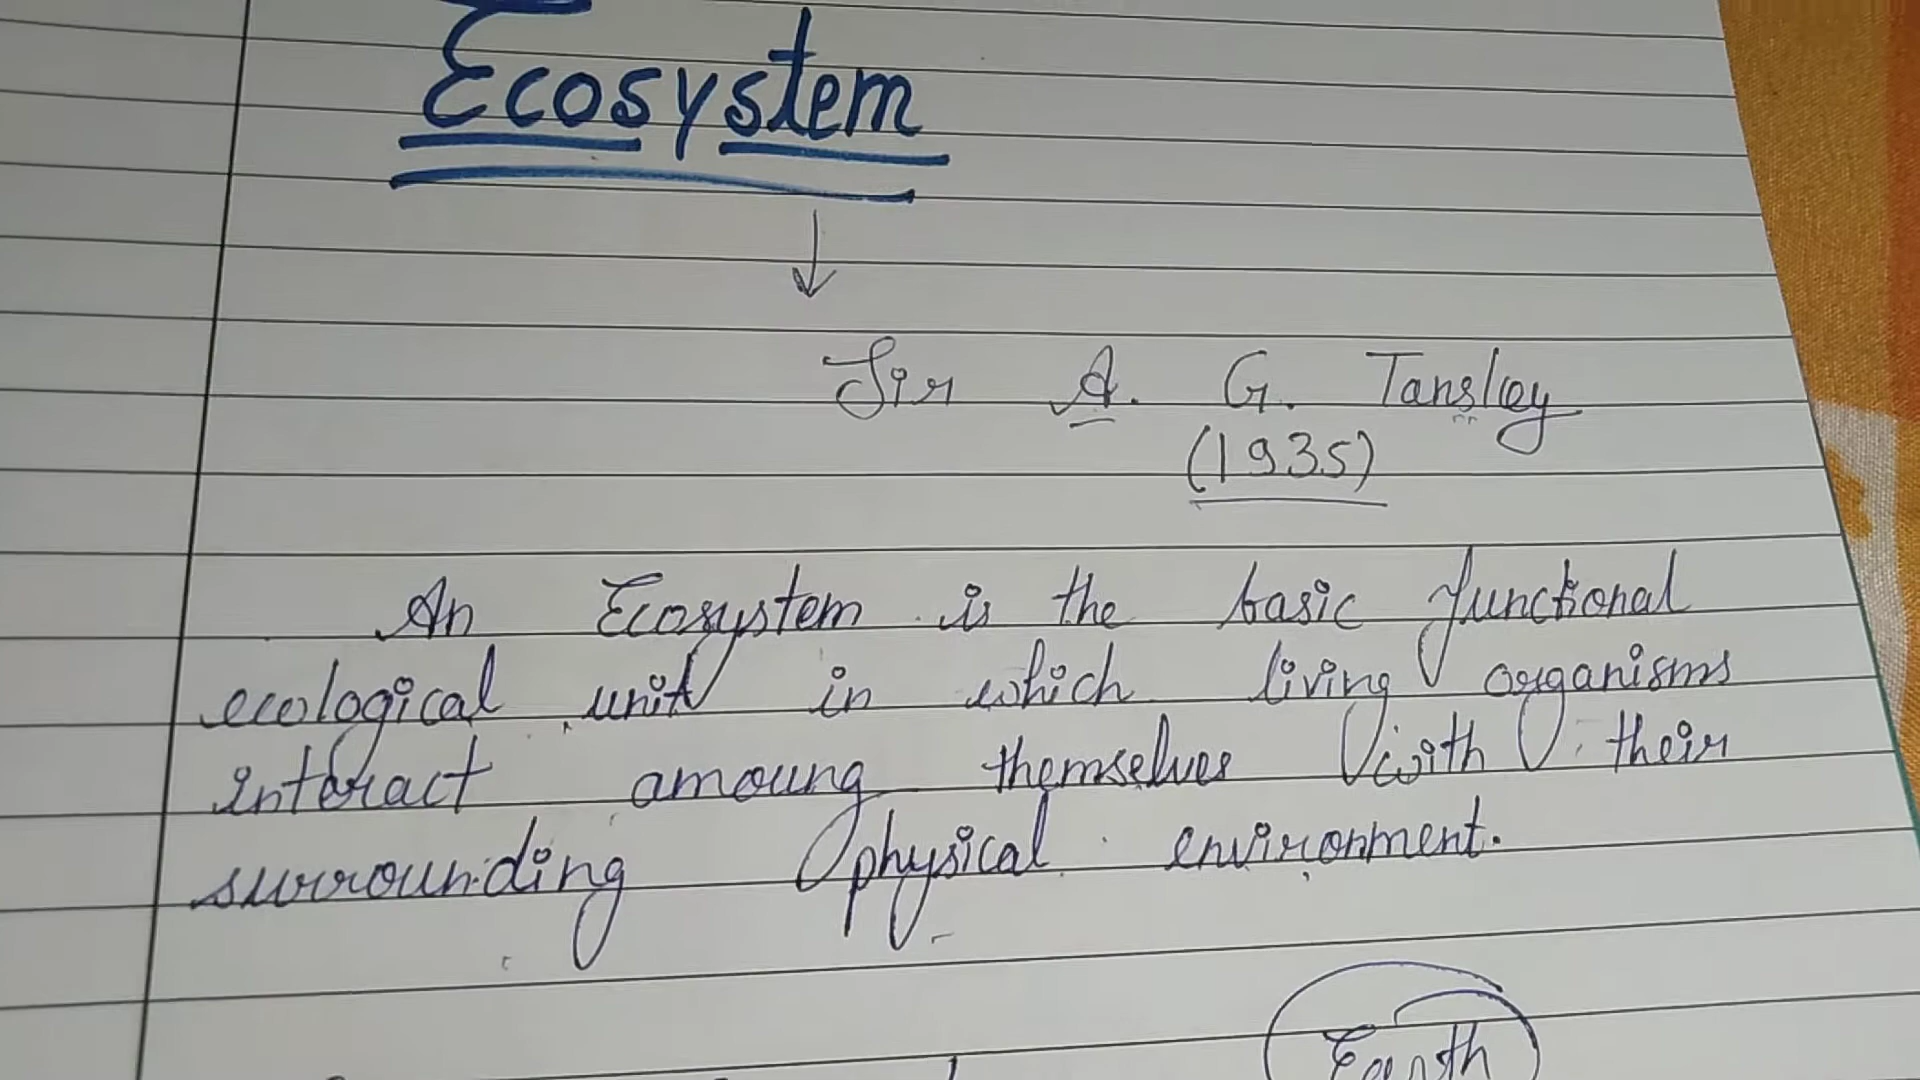 Ecosystem
Sir A. G. Tansley
(1935)
An Ecosystem is the basic functional
ecological unit in which living organisms
interact amoung themselves with their
surrounding physical environment.
Earth